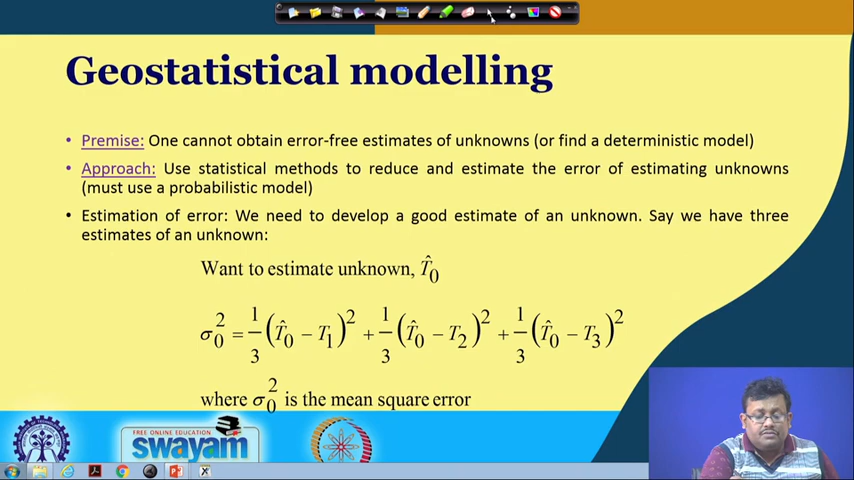 Geostatistical modelling
• Premise: One cannot obtain error-free estimates of unknowns (or find a deterministic model)
• Approach: Use statistical methods to reduce and estimate the error of estimating unknowns
(must use a probabilistic model)
• Estimation of error: We need to develop a good estimate of an unknown. Say we have three
estimates of an unknown:
Want to estimate unknown, T̂₀
σ₀² = 1/3 (T̂₀ − T₁)² + 1/3 (T̂₀ − T₂)² + 1/3 (T̂₀ − T₃)²
where σ₀² is the mean square error
FREE ONLINE EDUCATION
swayam